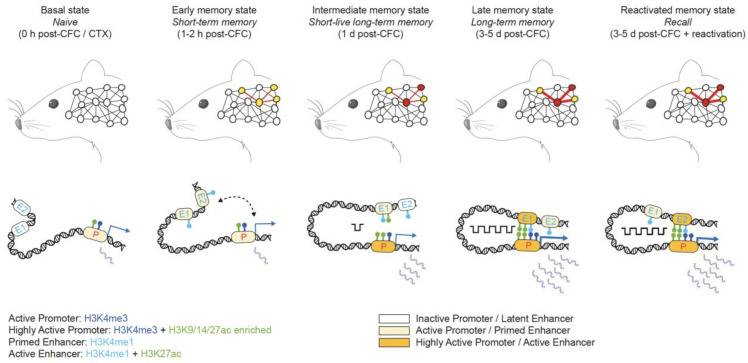 Basal state
Naive
(0 h post-CFC / CTX)
Early memory state
Short-term memory
(1-2 h post-CFC)
Intermediate memory state
Short-live long-term memory
(1 d post-CFC)
Late memory state
Long-term memory
(3-5 d post-CFC)
Reactivated memory state
Recall
(3-5 d post-CFC + reactivation)
E2
E1
P
E2
E1
P
E1
E2
P
E1
E2
P
E1
E2
P
Active Promoter: H3K4me3
Highly Active Promoter: H3K4me3 + H3K9/14/27ac enriched
Primed Enhancer: H3K4me1
Active Enhancer: H3K4me1 + H3K27ac
Inactive Promoter / Latent Enhancer
Active Promoter / Primed Enhancer
Highly Active Promoter / Active Enhancer